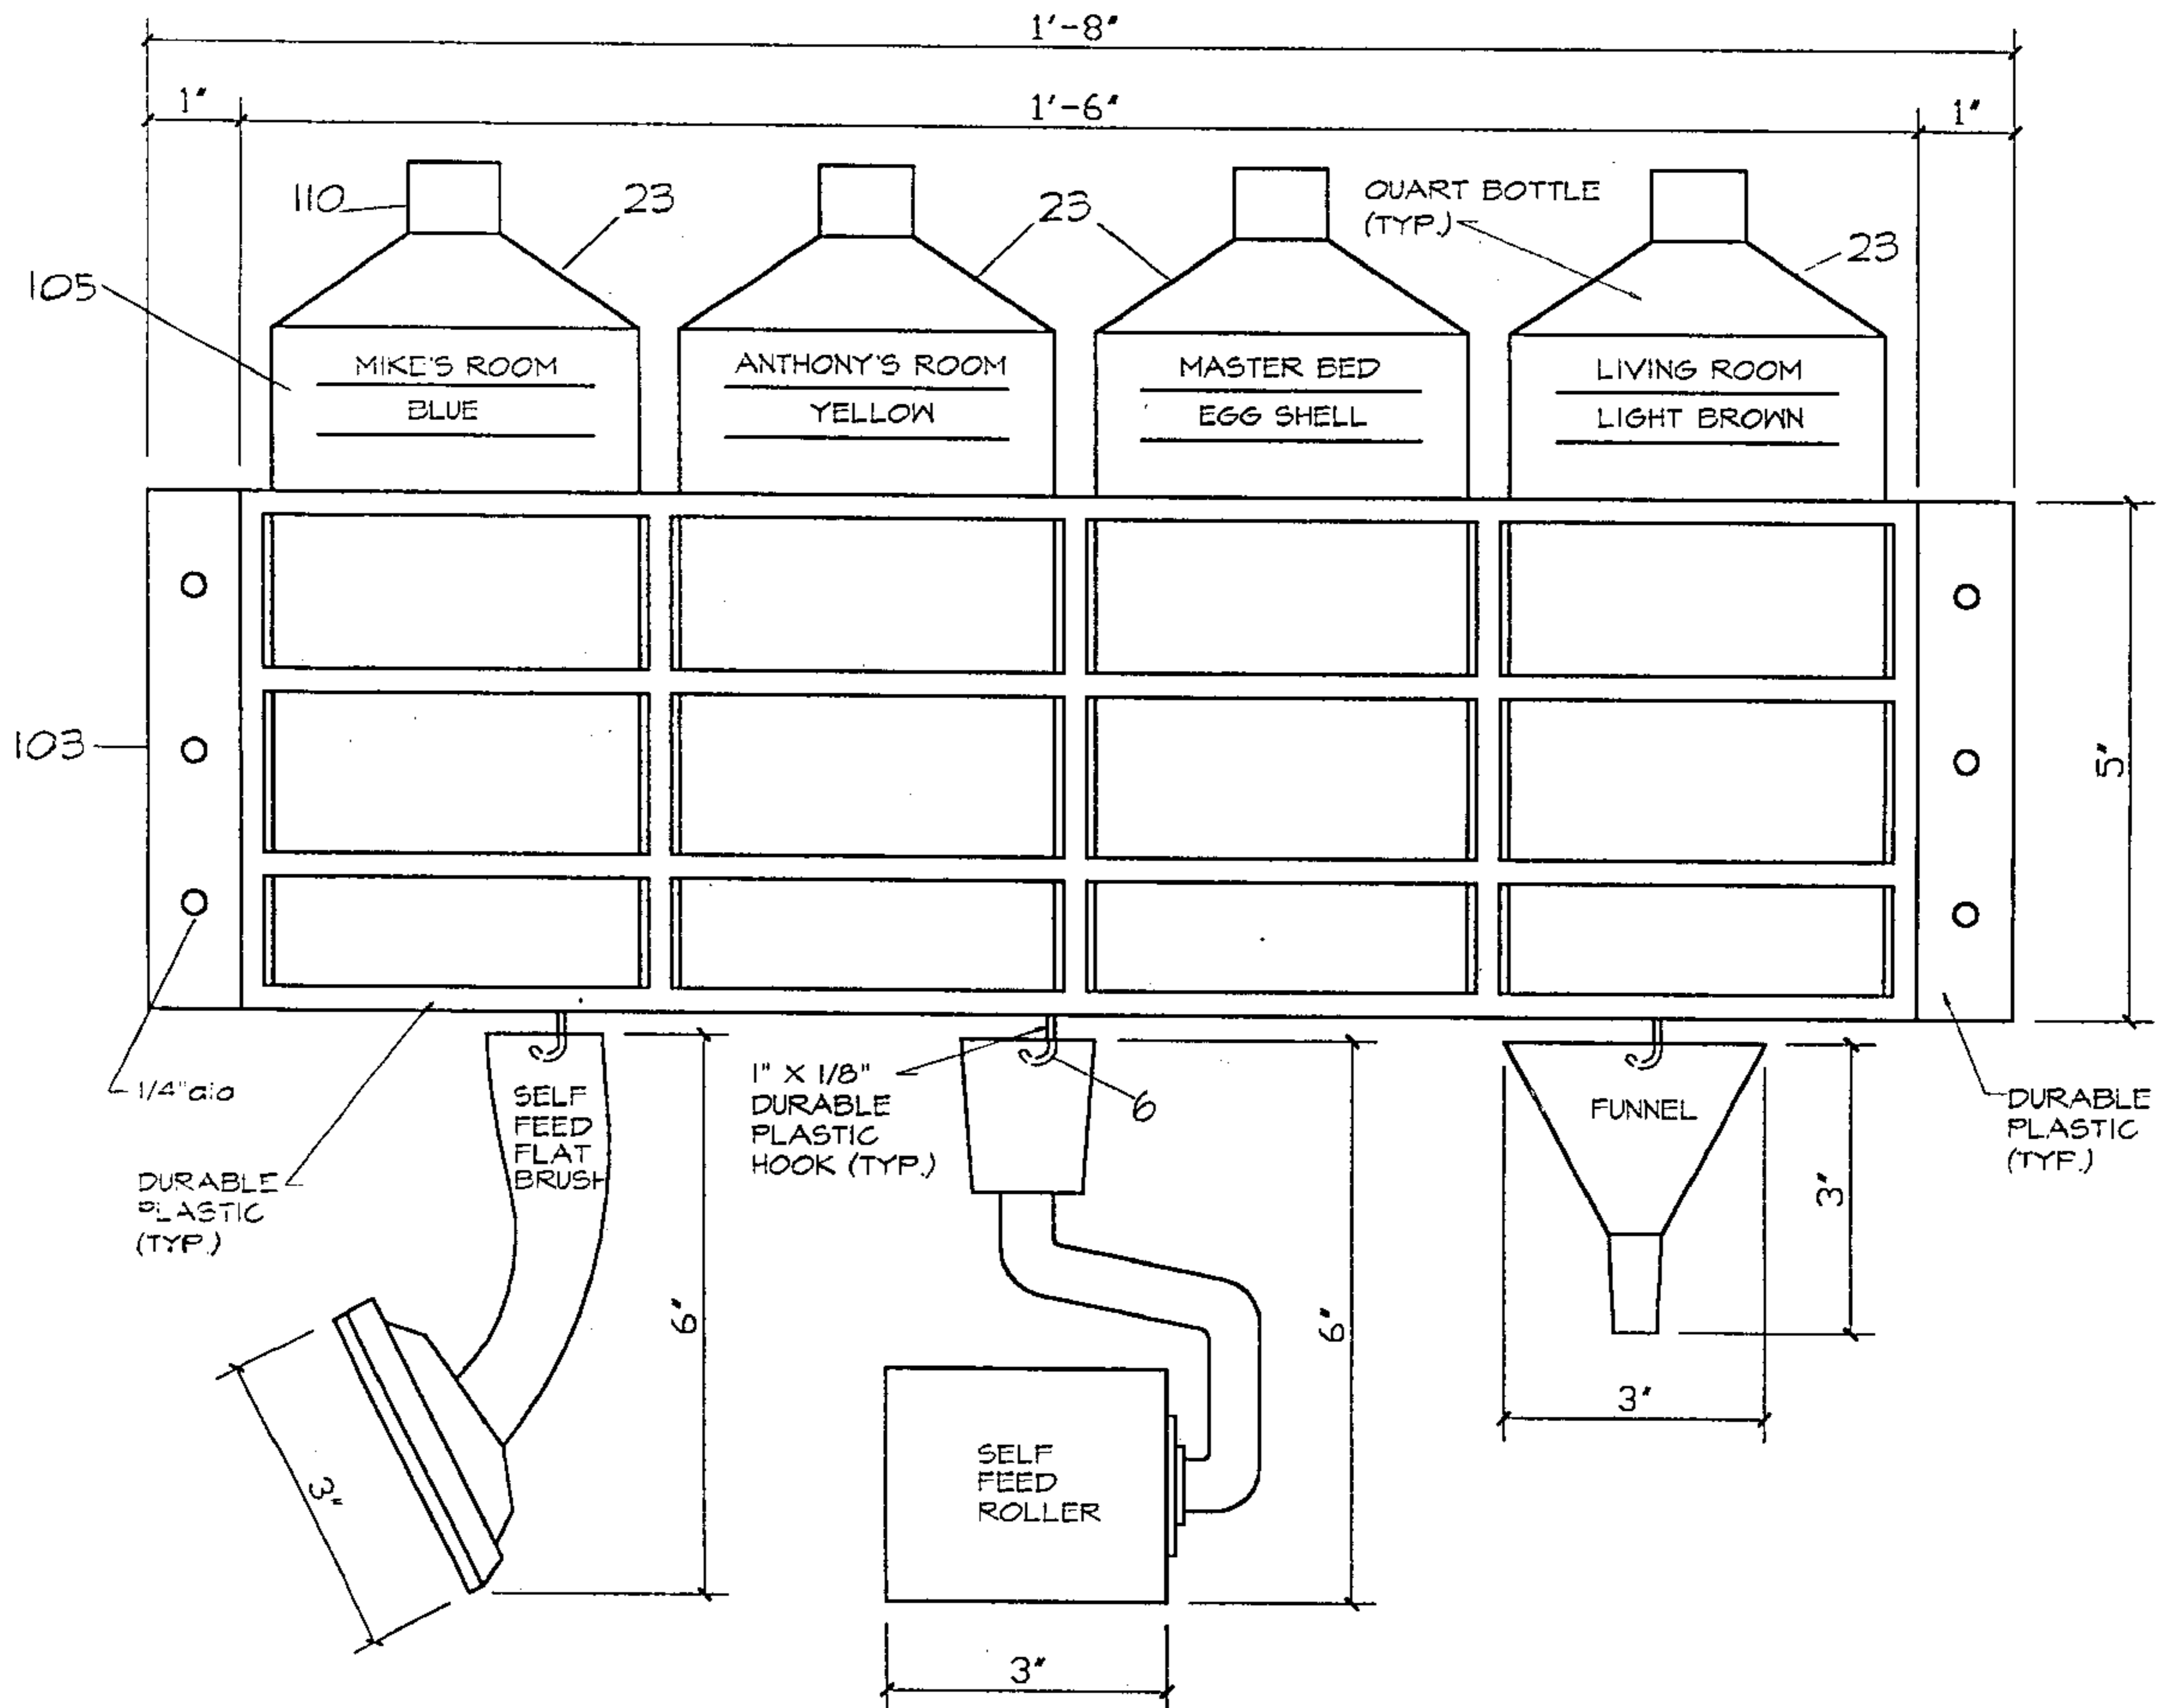 1'-8"
1"
1'-6"
1"
110
23
23
QUART BOTTLE
(TYP.)
23
105
MIKE'S ROOM
BLUE
ANTHONY'S ROOM
YELLOW
MASTER BED
EGG SHELL
LIVING ROOM
LIGHT BROWN
103
5"
1/4" dia
DURABLE
PLASTIC
(TYP.)
SELF
FEED
FLAT
BRUSH
6"
3"
1" X 1/8"
DURABLE
PLASTIC
HOOK (TYP.)
6
SELF
FEED
ROLLER
6"
3"
FUNNEL
3"
3"
DURABLE
PLASTIC
(TYP.)